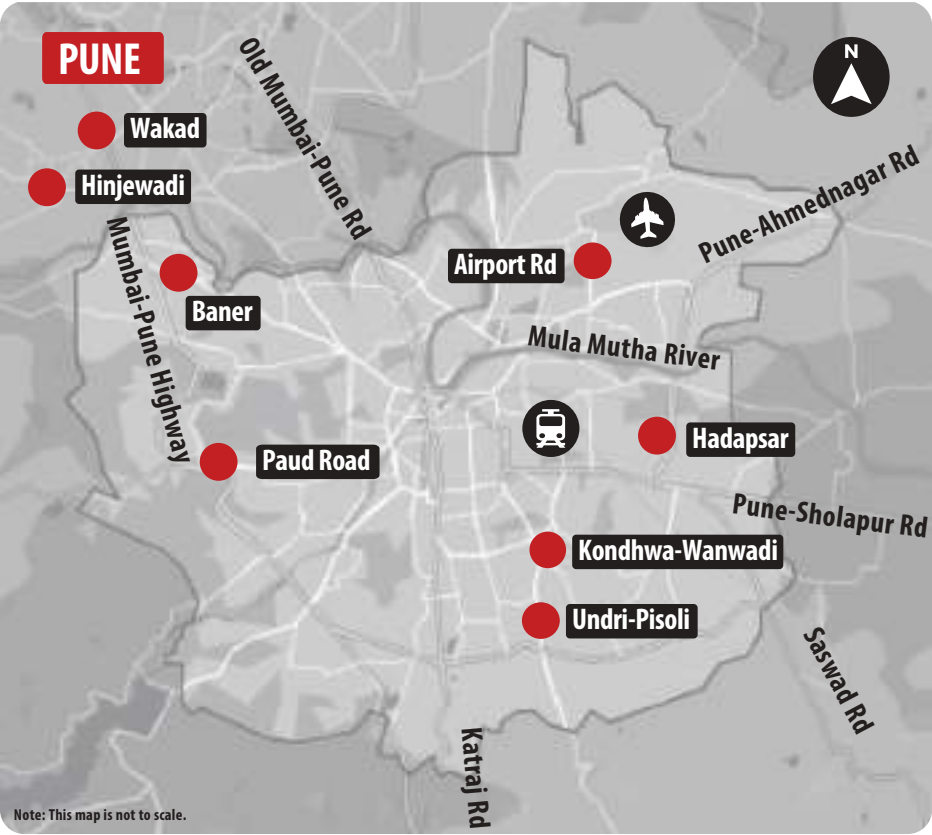 PUNE
N
Old Mumbai-Pune Rd
Wakad
Hinjewadi
Pune-Ahmednagar Rd
Airport Rd
Mumbai-Pune Highway
Baner
Mula Mutha River
Hadapsar
Paud Road
Pune-Sholapur Rd
Kondhwa-Wanwadi
Undri-Pisoli
Saswad Rd
Katraj Rd
Note: This map is not to scale.